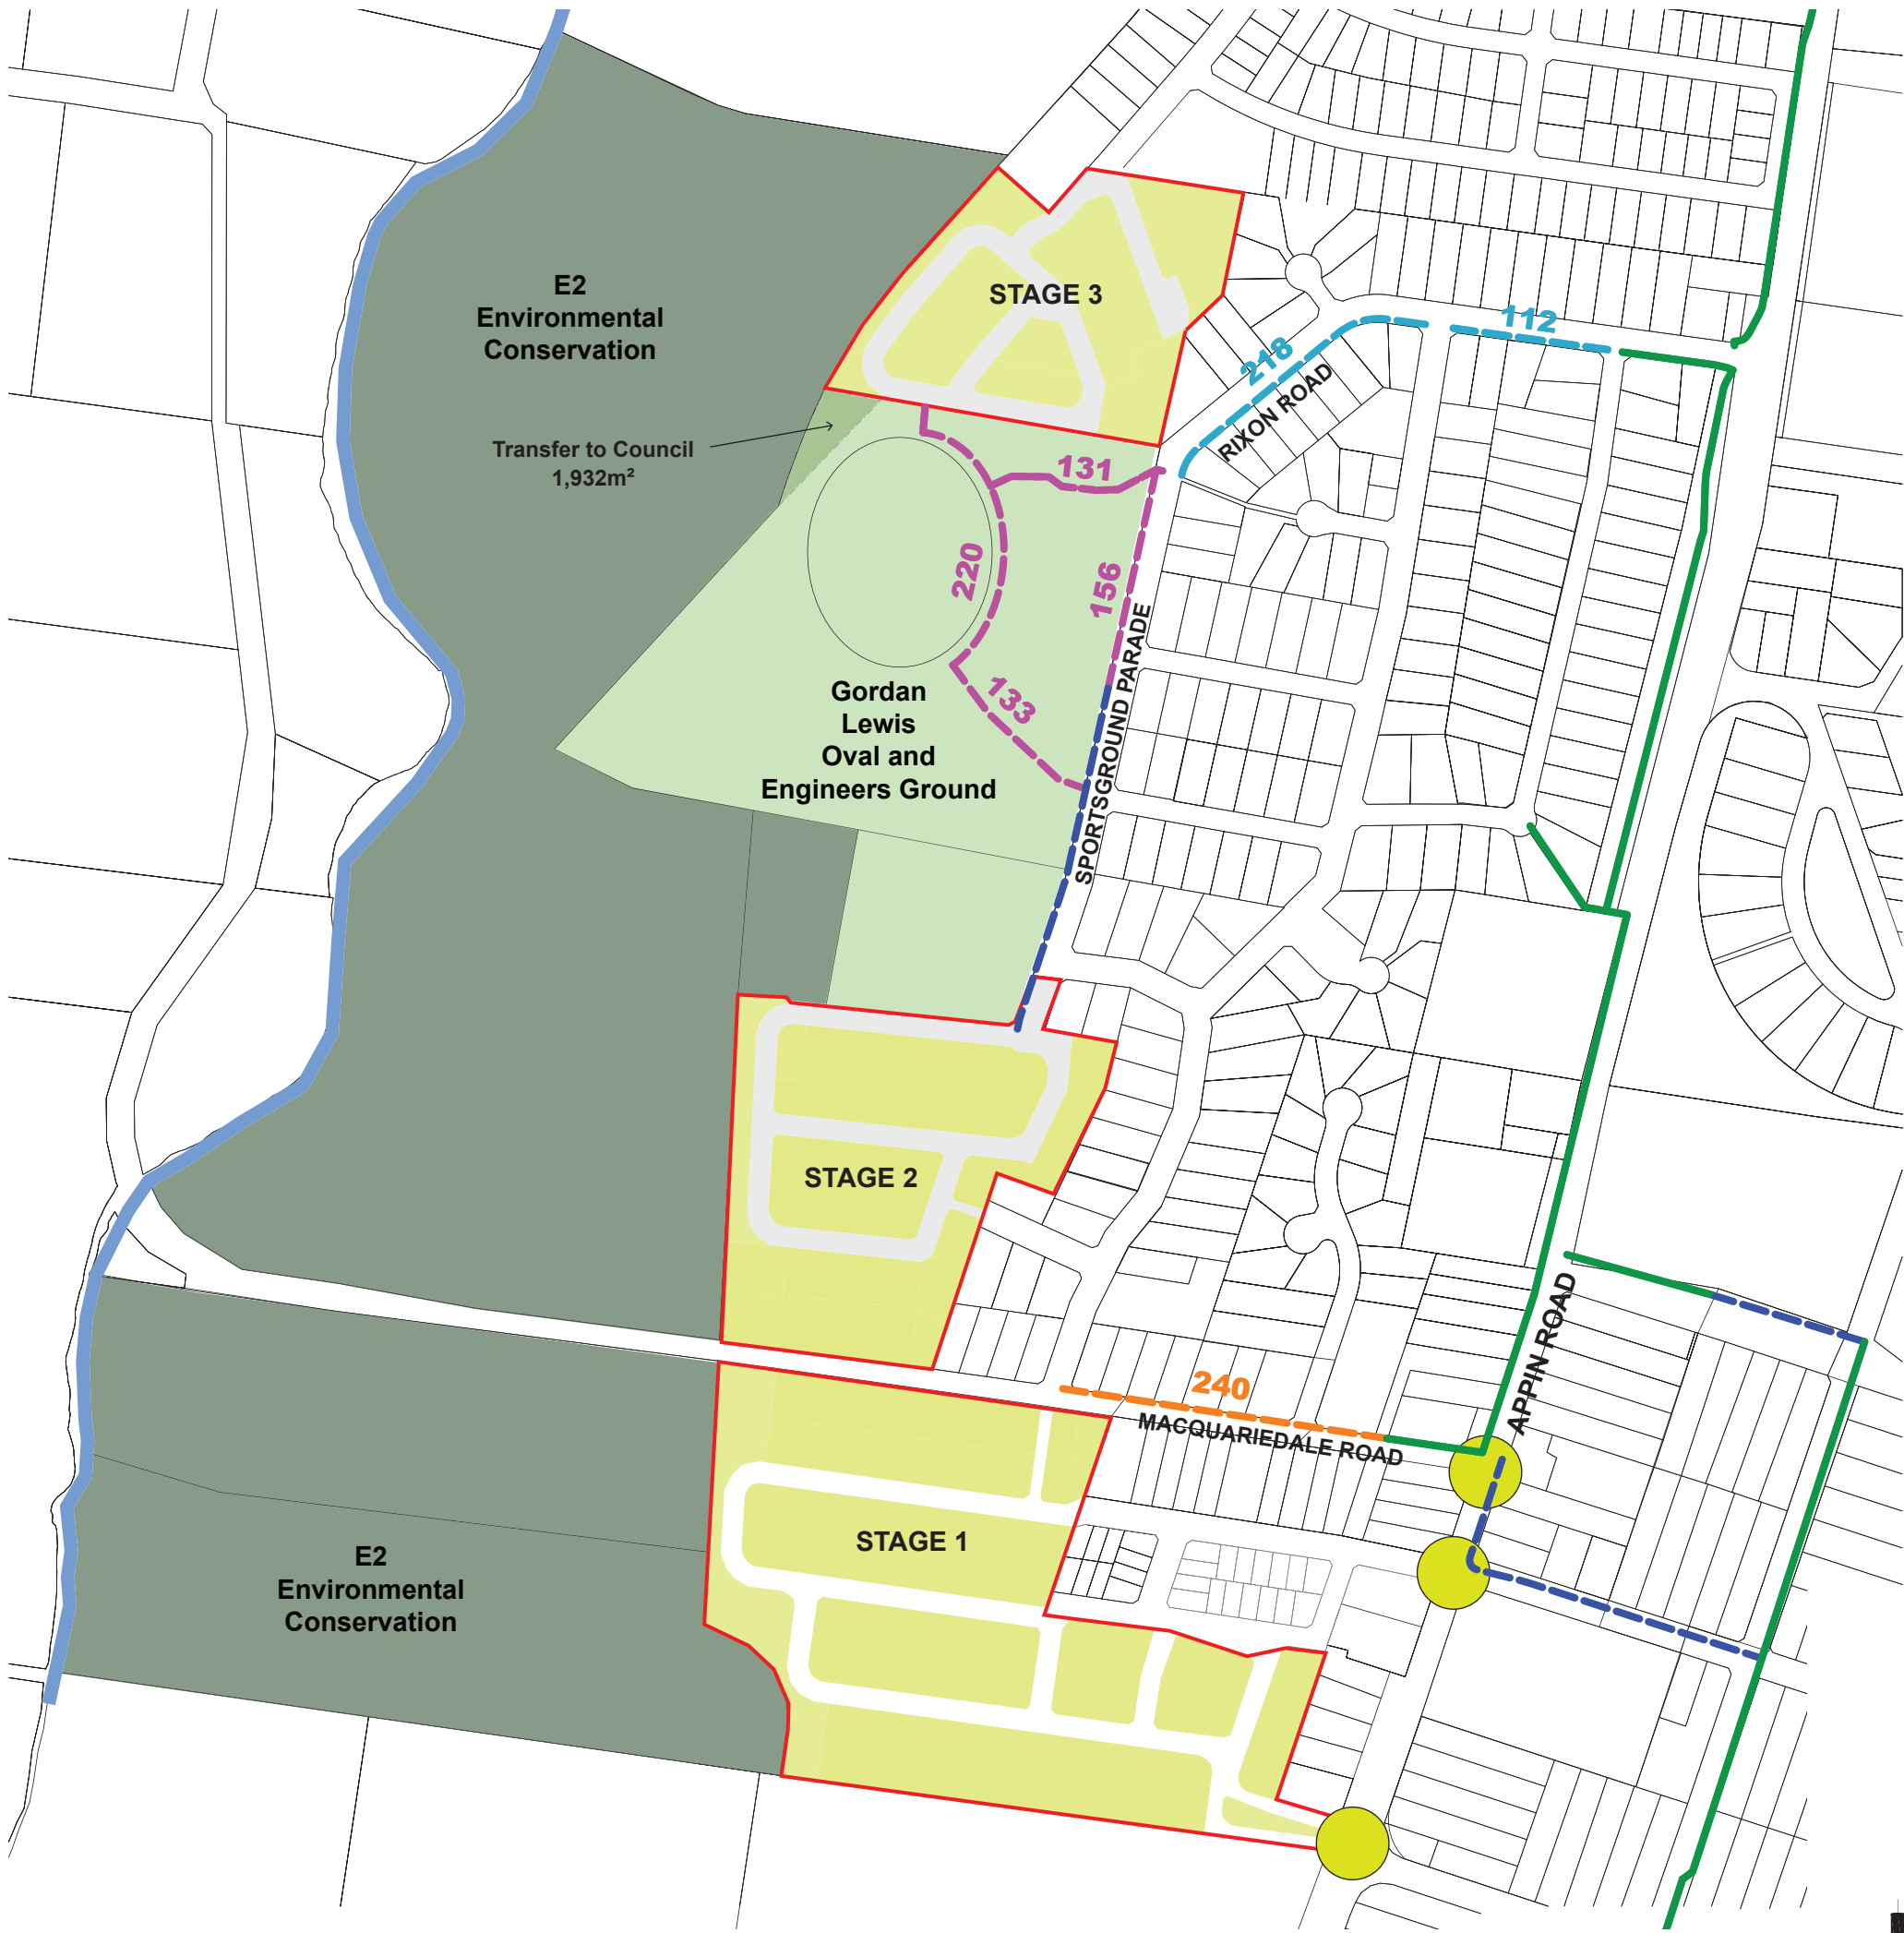 E2
Environmental
Conservation
STAGE 3
112
218
RIXON ROAD
Transfer to Council
1,932m²
131
220
156
133
SPORTSGROUND PARADE
Gordan
Lewis
Oval and
Engineers Ground
STAGE 2
APPIN ROAD
240
MACQUARIEDALE ROAD
STAGE 1
E2
Environmental
Conservation